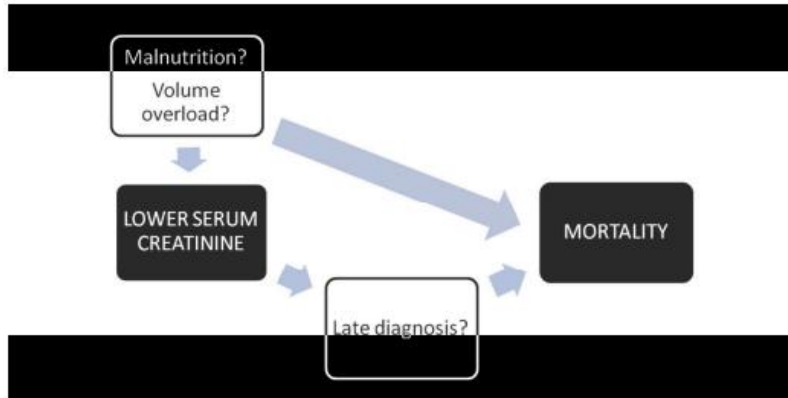 Malnutrition?
Volume
overload?
LOWER SERUM
CREATININE
MORTALITY
Late diagnosis?